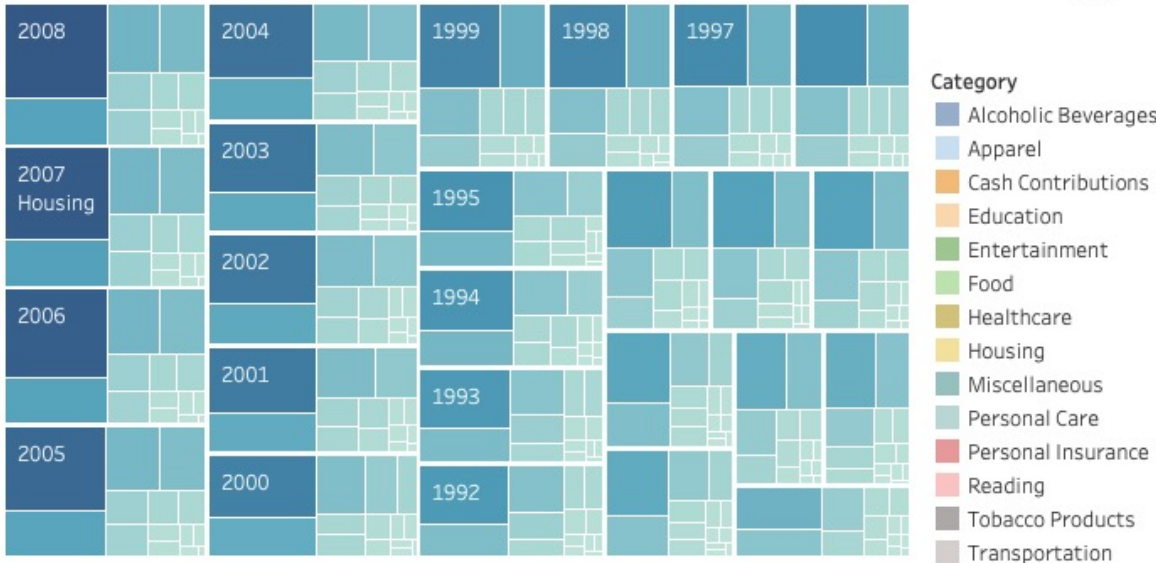 2008
2007
Housing
2006
2005
2004
2003
2002
2001
2000
1999
1998
1997
1995
1994
1993
1992
Category
Alcoholic Beverages
Apparel
Cash Contributions
Education
Entertainment
Food
Healthcare
Housing
Miscellaneous
Personal Care
Personal Insurance
Reading
Tobacco Products
Transportation